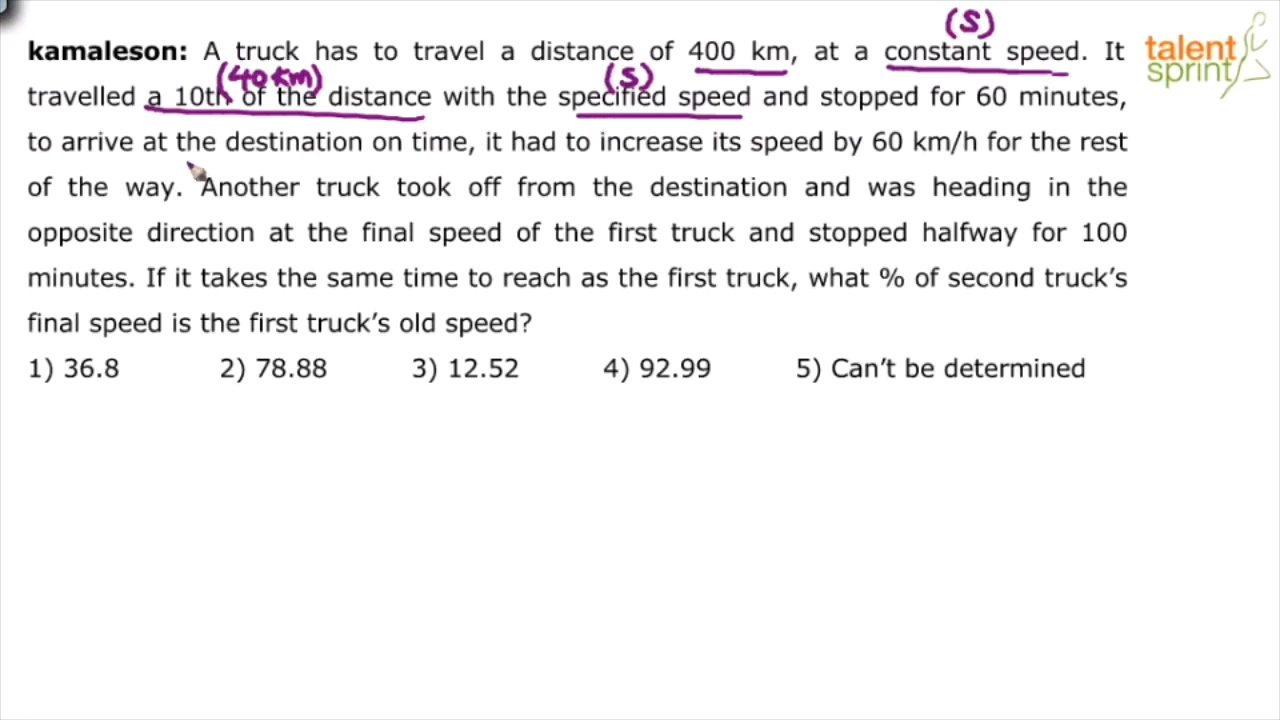 (S)
kamaleson: A truck has to travel a distance of 400 km, at a constant speed. It
talent
sprint
(40km) (S)
travelled a 10th of the distance with the specified speed and stopped for 60 minutes,
to arrive at the destination on time, it had to increase its speed by 60 km/h for the rest
of the way. Another truck took off from the destination and was heading in the
opposite direction at the final speed of the first truck and stopped halfway for 100
minutes. If it takes the same time to reach as the first truck, what % of second truck's
final speed is the first truck's old speed?
1) 36.8 2) 78.88 3) 12.52 4) 92.99 5) Can't be determined